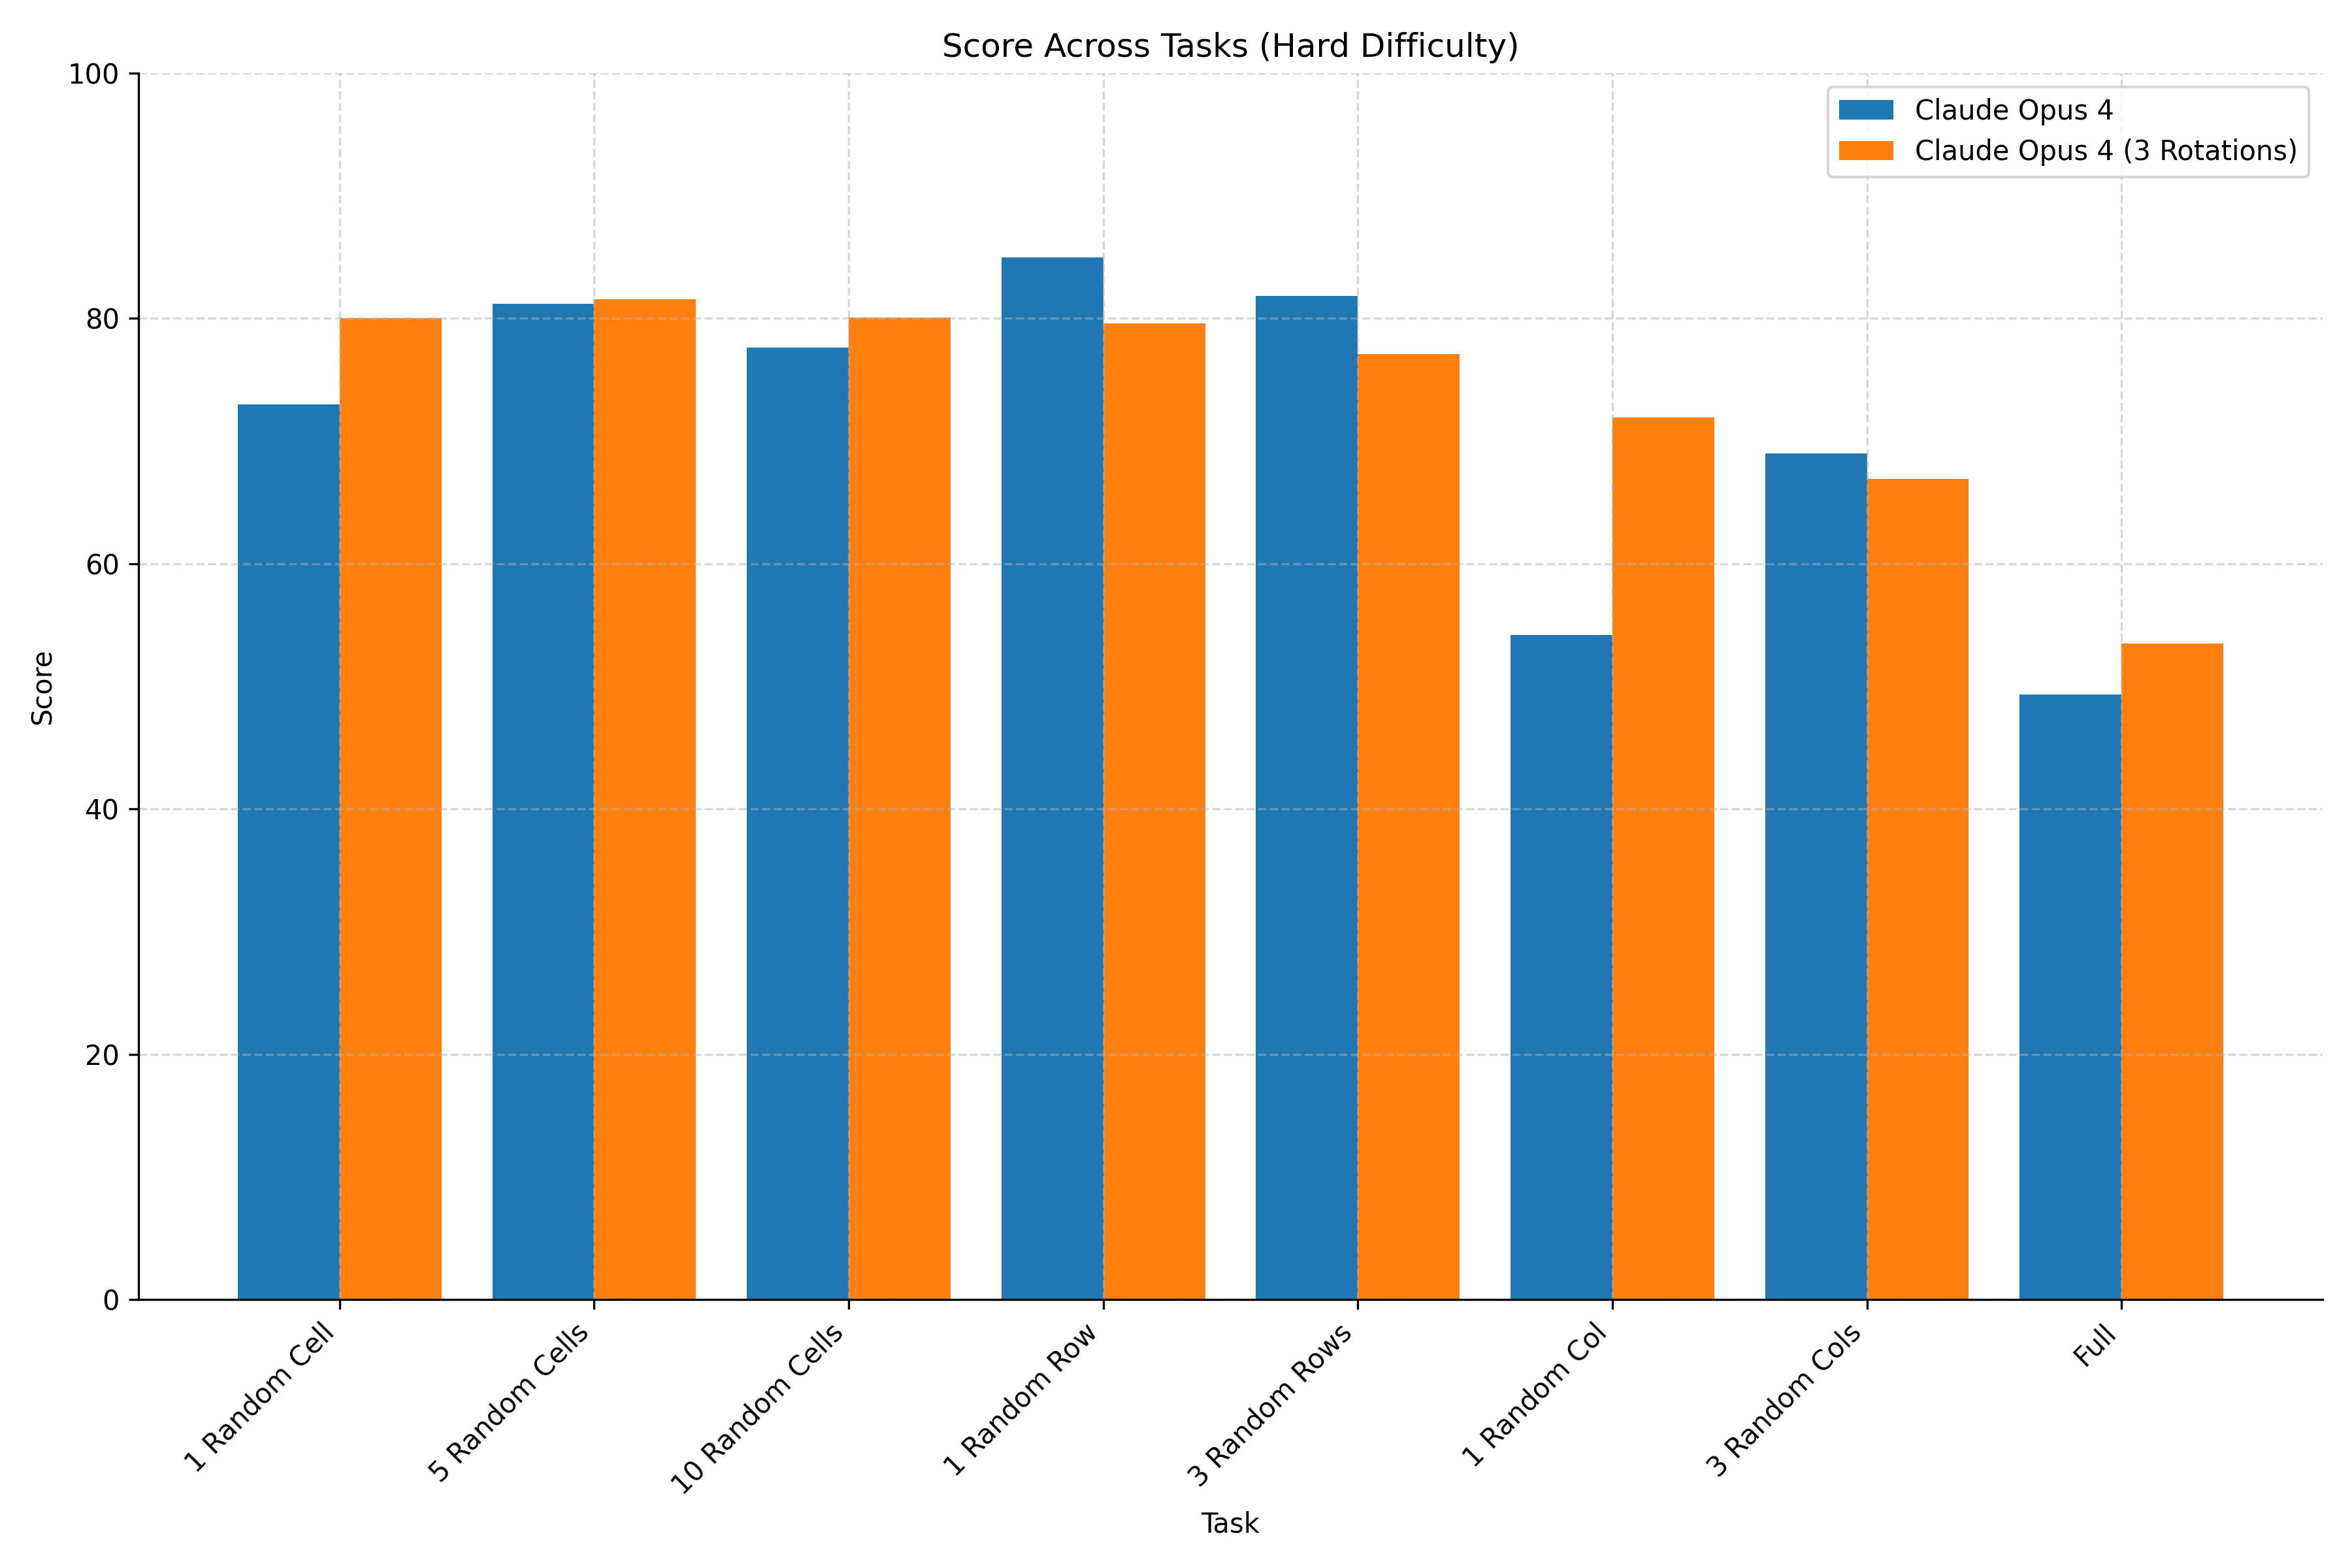 Score Across Tasks (Hard Difficulty)
Claude Opus 4
Claude Opus 4 (3 Rotations)
100
80
60
40
20
0
Score
1 Random Cell
5 Random Cells
10 Random Cells
1 Random Row
3 Random Rows
1 Random Col
3 Random Cols
Full
Task